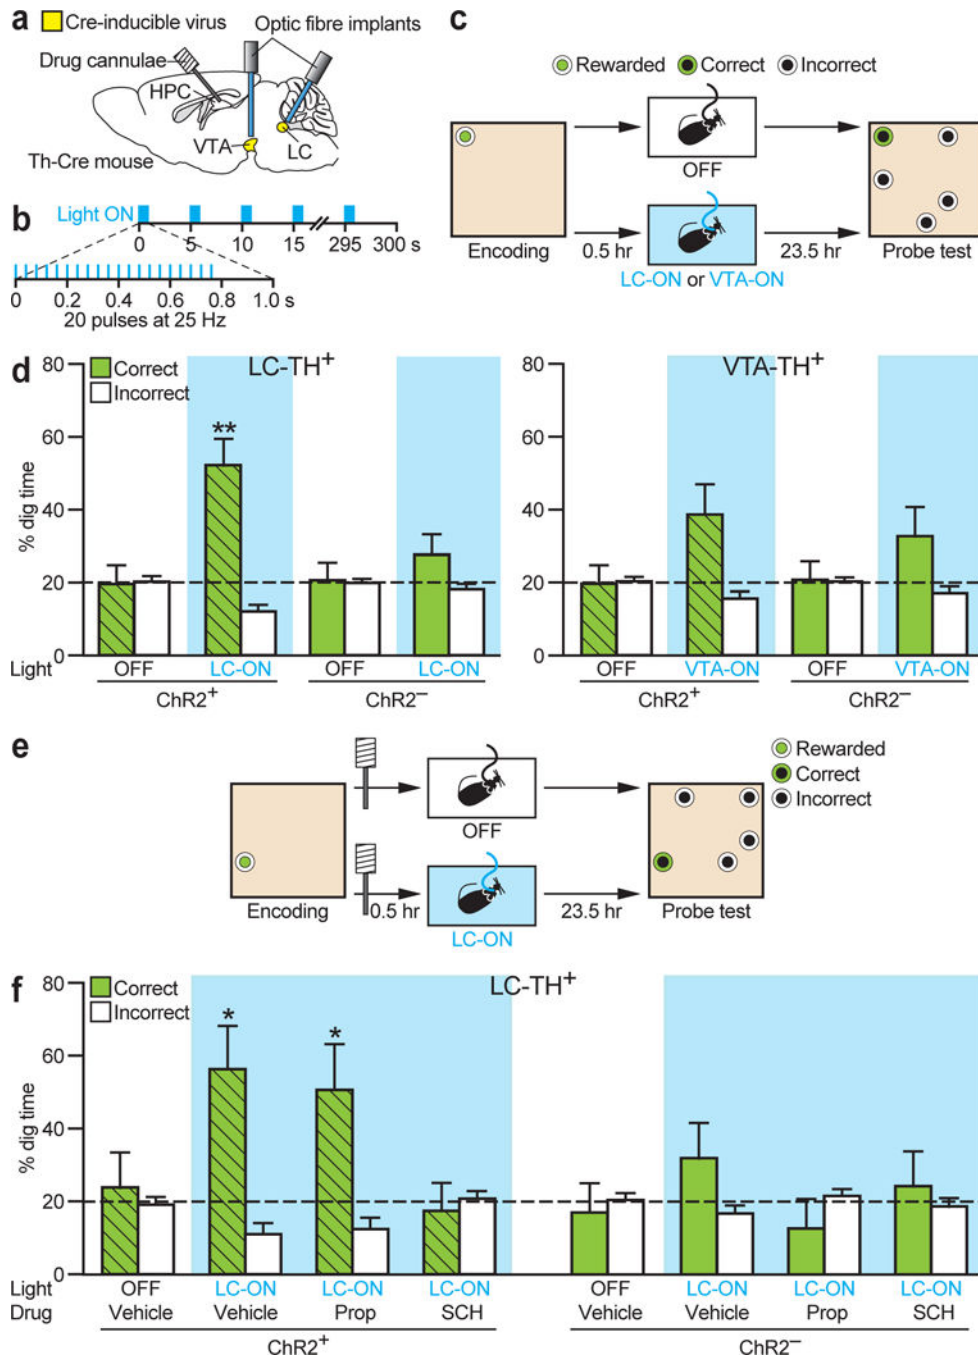 a Cre-inducible virus
Optic fibre implants
Drug cannulae
HPC
VTA
LC
Th-Cre mouse
b
Light ON
0 5 10 15 295 300 s
0 0.2 0.4 0.6 0.8 1.0 s
20 pulses at 25 Hz
c
Rewarded Correct Incorrect
OFF
Encoding 0.5 hr 23.5 hr Probe test
LC-ON or VTA-ON
d
80
60
40
20
0
% dig time
Correct
Incorrect
LC-TH+
**
Light OFF LC-ON OFF LC-ON
ChR2+ ChR2–
80
60
40
20
0
% dig time
VTA-TH+
OFF VTA-ON OFF VTA-ON
ChR2+ ChR2–
e
Rewarded
Correct
Incorrect
OFF
Encoding 0.5 hr 23.5 hr Probe test
LC-ON
f
80
60
40
20
0
% dig time
Correct
Incorrect
LC-TH+
* *
Light OFF LC-ON LC-ON LC-ON OFF LC-ON LC-ON LC-ON
Drug Vehicle Vehicle Prop SCH Vehicle Vehicle Prop SCH
ChR2+ ChR2–